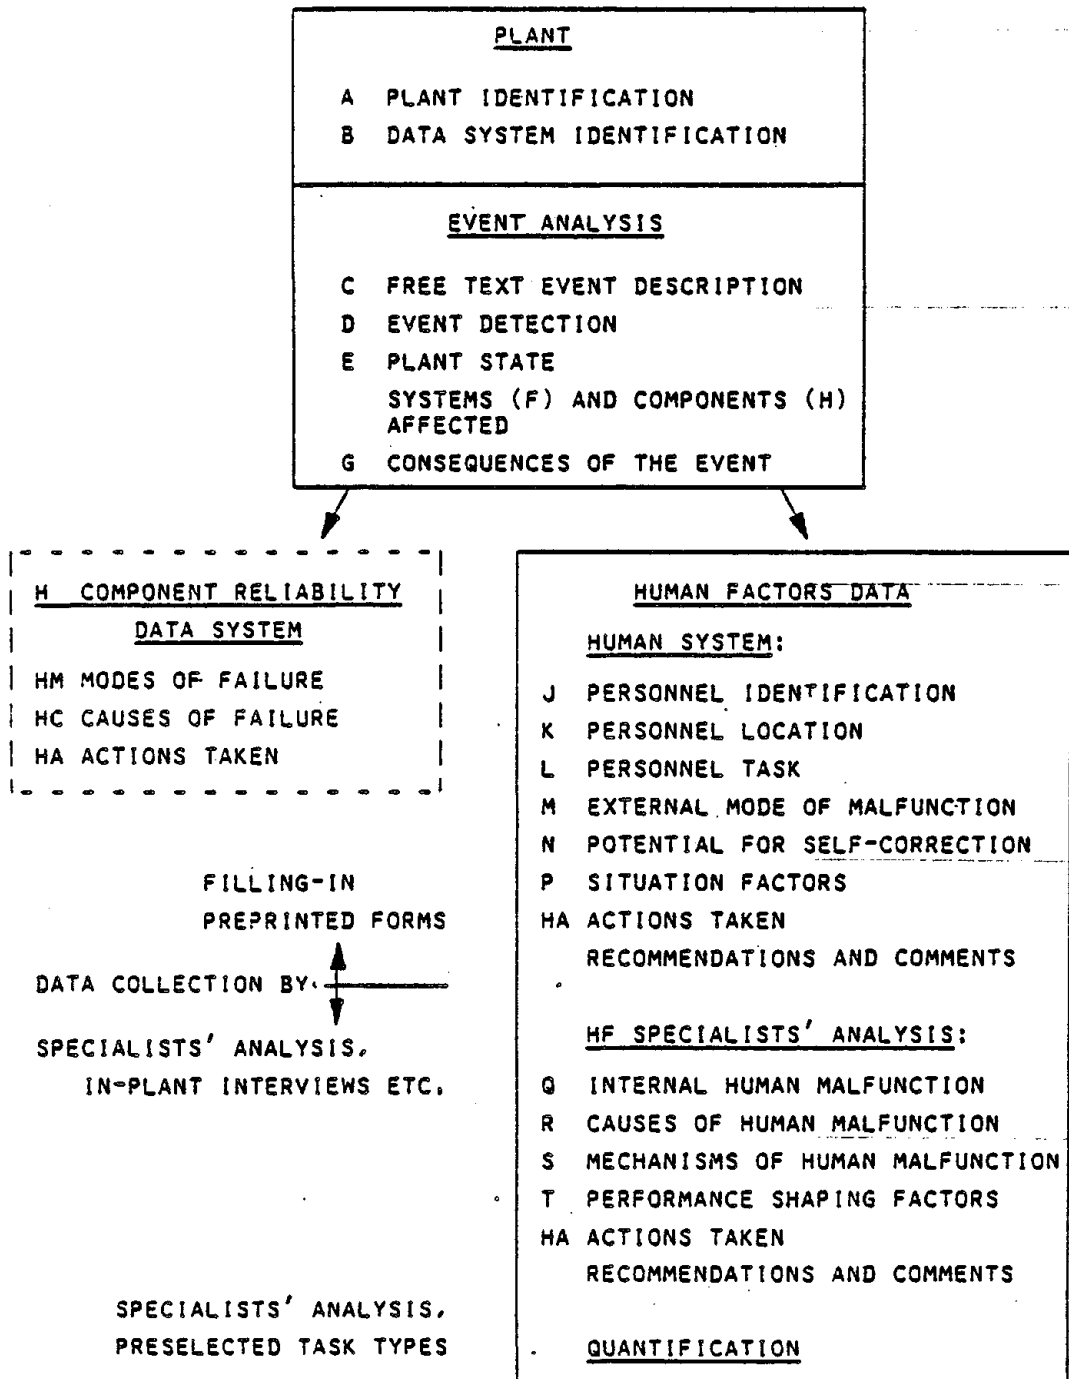 PLANT
A PLANT IDENTIFICATION
B DATA SYSTEM IDENTIFICATION
EVENT ANALYSIS
C FREE TEXT EVENT DESCRIPTION
D EVENT DETECTION
E PLANT STATE
SYSTEMS (F) AND COMPONENTS (H)
AFFECTED
G CONSEQUENCES OF THE EVENT
H COMPONENT RELIABILITY
DATA SYSTEM
HM MODES OF FAILURE
HC CAUSES OF FAILURE
HA ACTIONS TAKEN
FILLING-IN
PREPRINTED FORMS
DATA COLLECTION BY
SPECIALISTS' ANALYSIS,
IN-PLANT INTERVIEWS ETC.
SPECIALISTS' ANALYSIS,
PRESELECTED TASK TYPES
HUMAN FACTORS DATA
HUMAN SYSTEM:
J PERSONNEL IDENTIFICATION
K PERSONNEL LOCATION
L PERSONNEL TASK
M EXTERNAL MODE OF MALFUNCTION
N POTENTIAL FOR SELF-CORRECTION
P SITUATION FACTORS
HA ACTIONS TAKEN
RECOMMENDATIONS AND COMMENTS
HF SPECIALISTS' ANALYSIS:
Q INTERNAL HUMAN MALFUNCTION
R CAUSES OF HUMAN MALFUNCTION
S MECHANISMS OF HUMAN MALFUNCTION
T PERFORMANCE SHAPING FACTORS
HA ACTIONS TAKEN
RECOMMENDATIONS AND COMMENTS
QUANTIFICATION